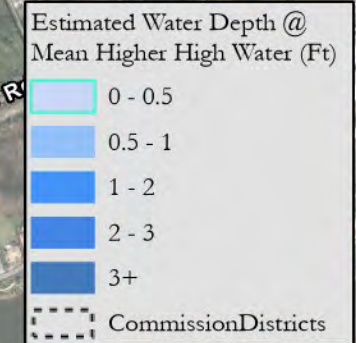 Estimated Water Depth @
Mean Higher High Water (Ft)
0 - 0.5
0.5 - 1
1 - 2
2 - 3
3+
CommissionDistricts